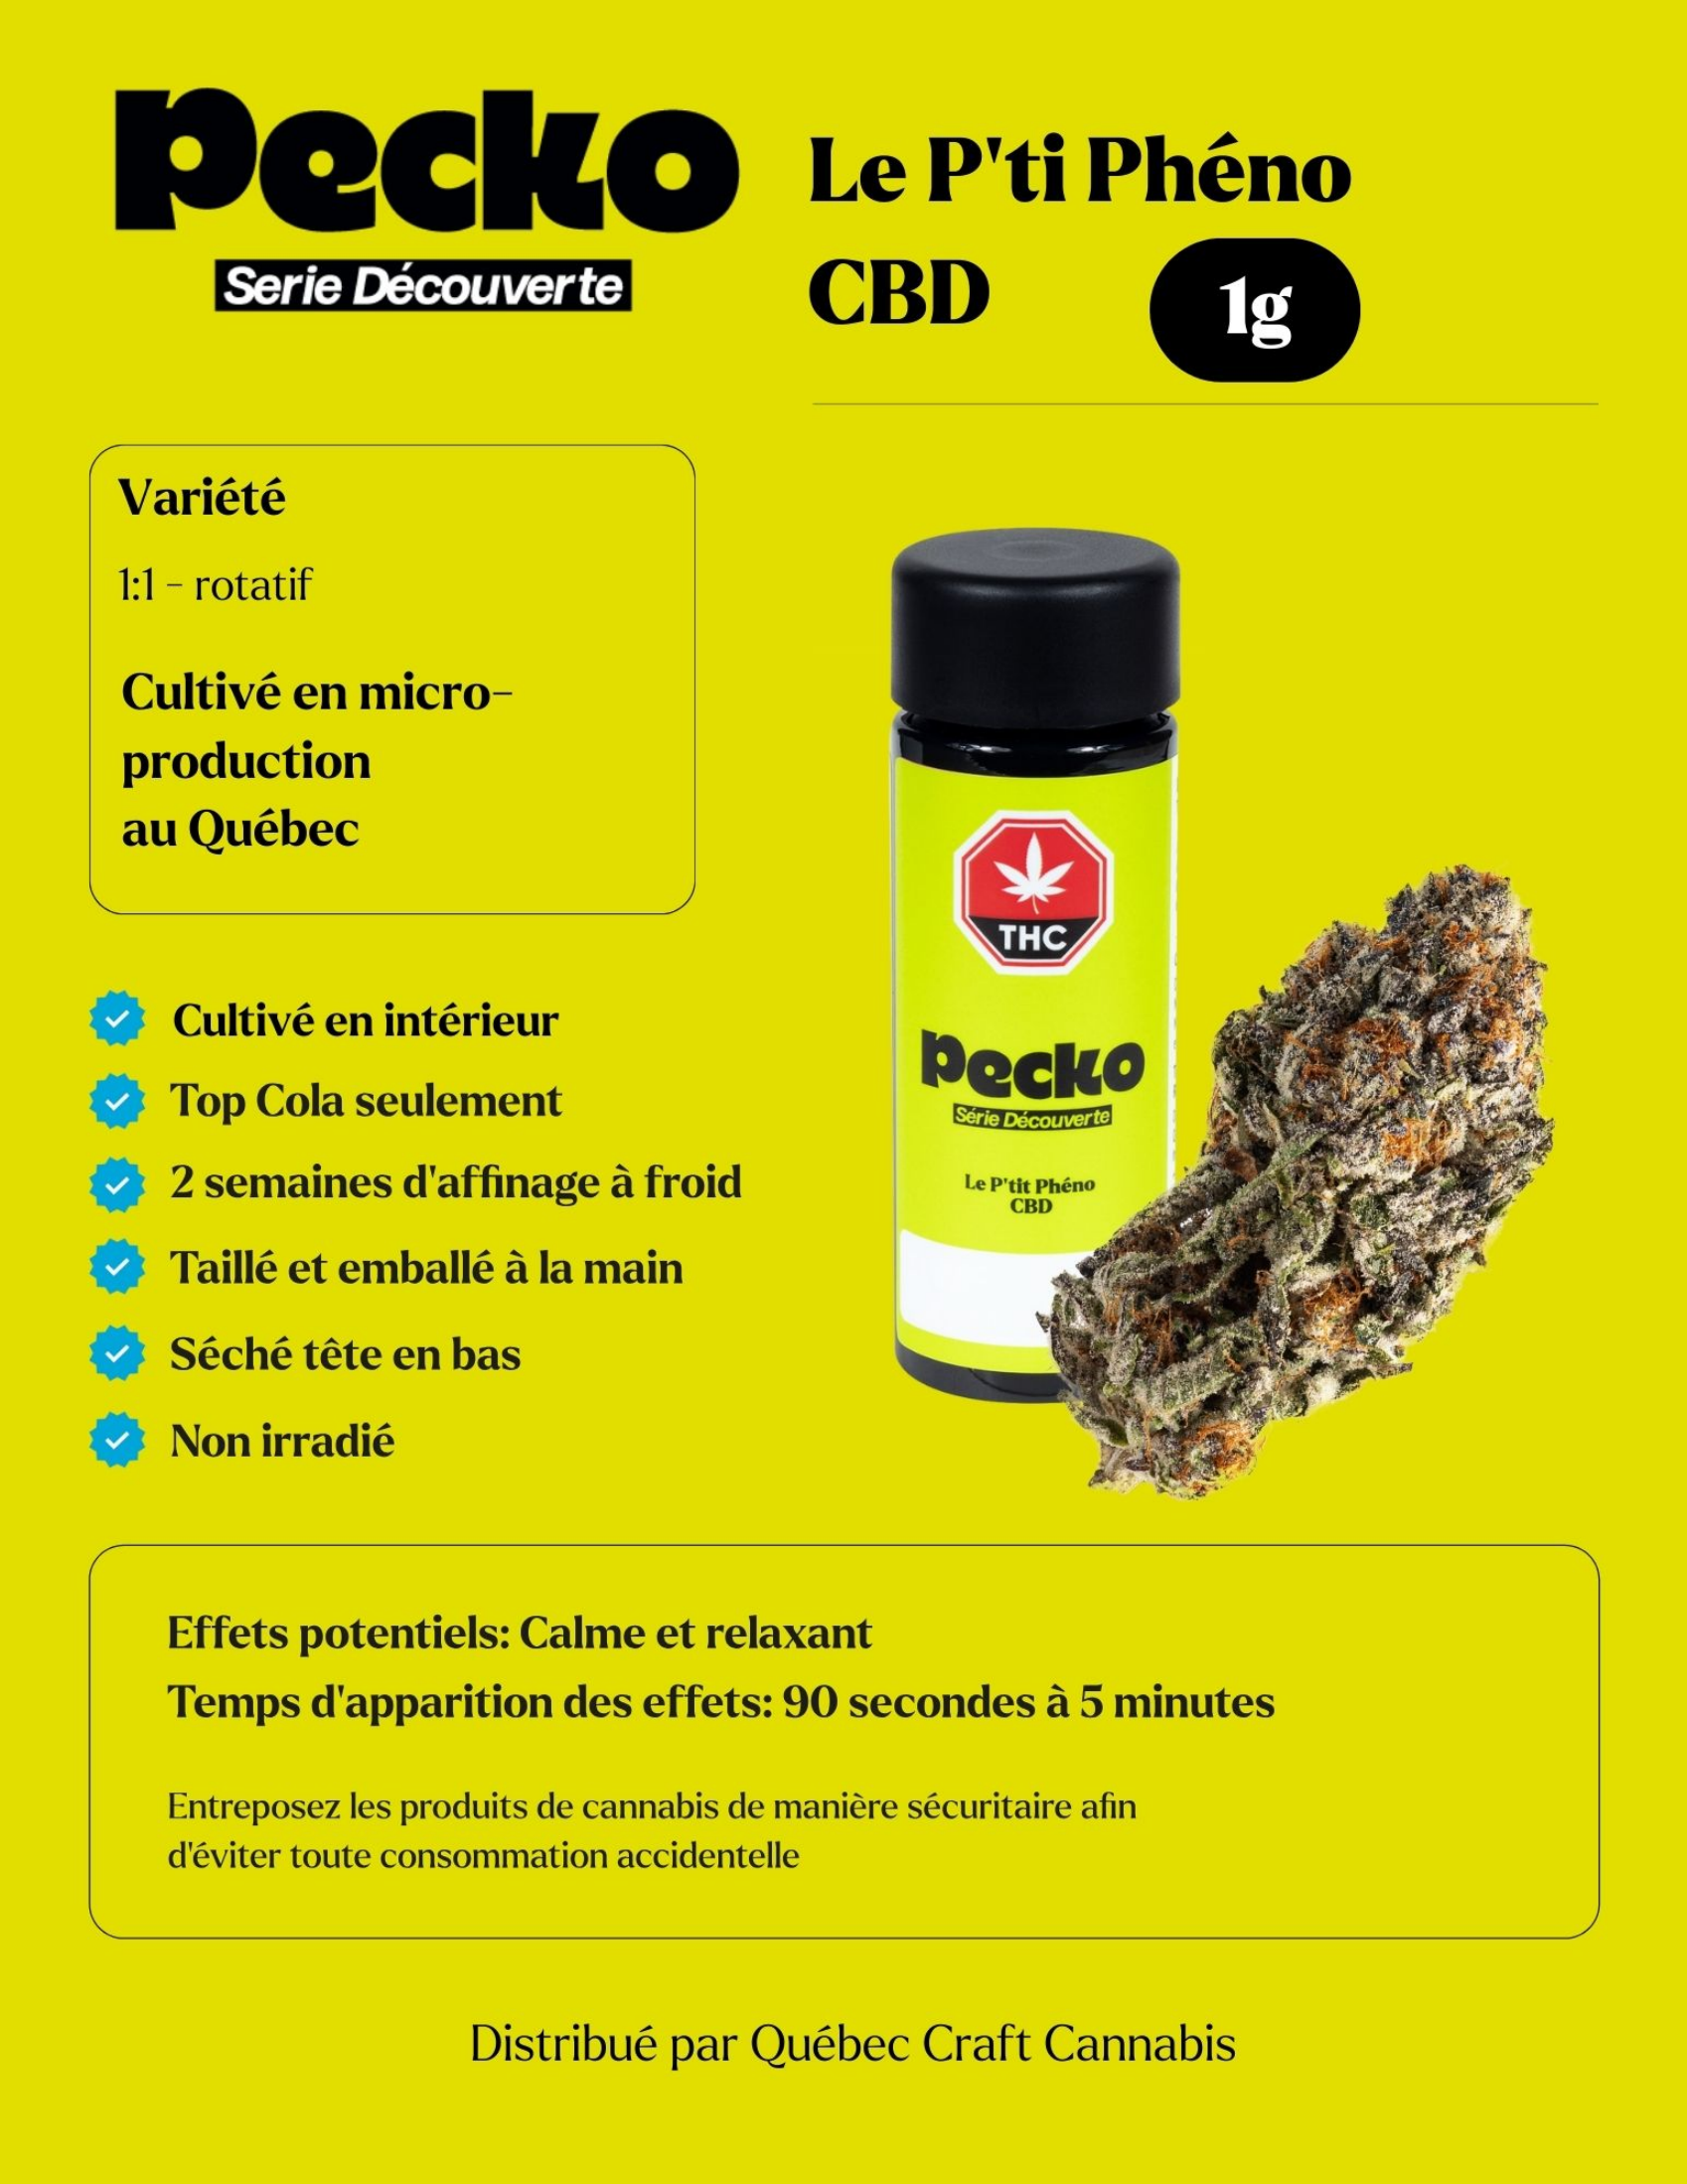 Pecko
Serie Découverte
Le P'ti Phéno
CBD
1g
Variété
1:1 - rotatif
Cultivé en micro-
production
au Québec
Cultivé en intérieur
Top Cola seulement
2 semaines d'affinage à froid
Taillé et emballé à la main
Séché tête en bas
Non irradié
THC
pecko
Série Découverte
Le P'tit Phéno
CBD
Effets potentiels: Calme et relaxant
Temps d'apparition des effets: 90 secondes à 5 minutes
Entreposez les produits de cannabis de manière sécuritaire afin
d'éviter toute consommation accidentelle
Distribué par Québec Craft Cannabis